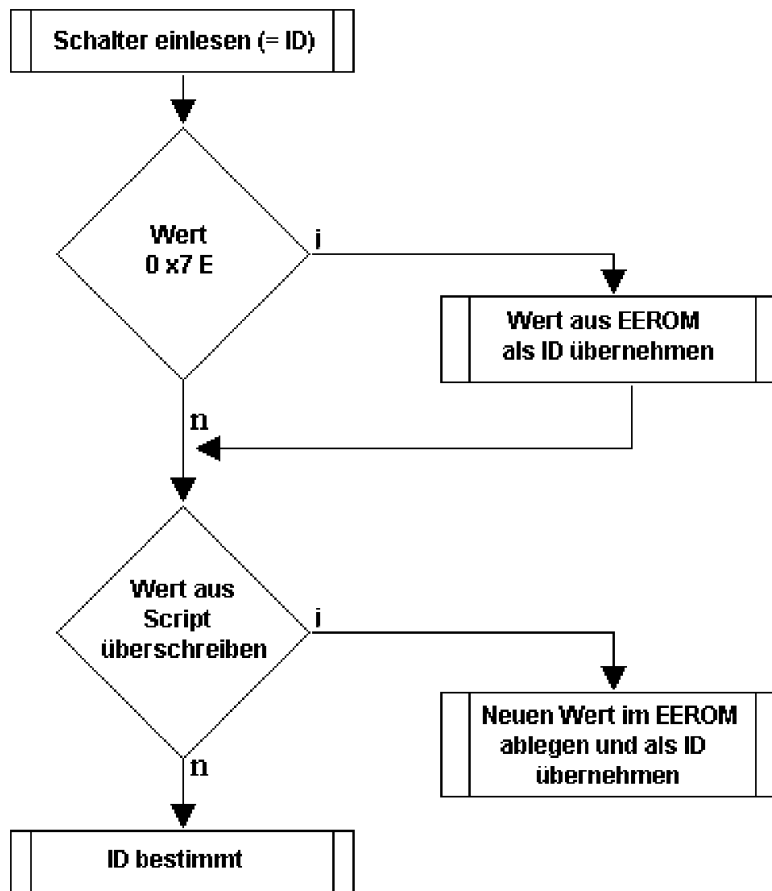 Schalter einlesen (= ID)
Wert
0 x7 E
j
Wert aus EEROM
als ID übernehmen
n
Wert aus
Script
überschreiben
j
Neuen Wert im EEROM
ablegen und als ID
übernehmen
n
ID bestimmt